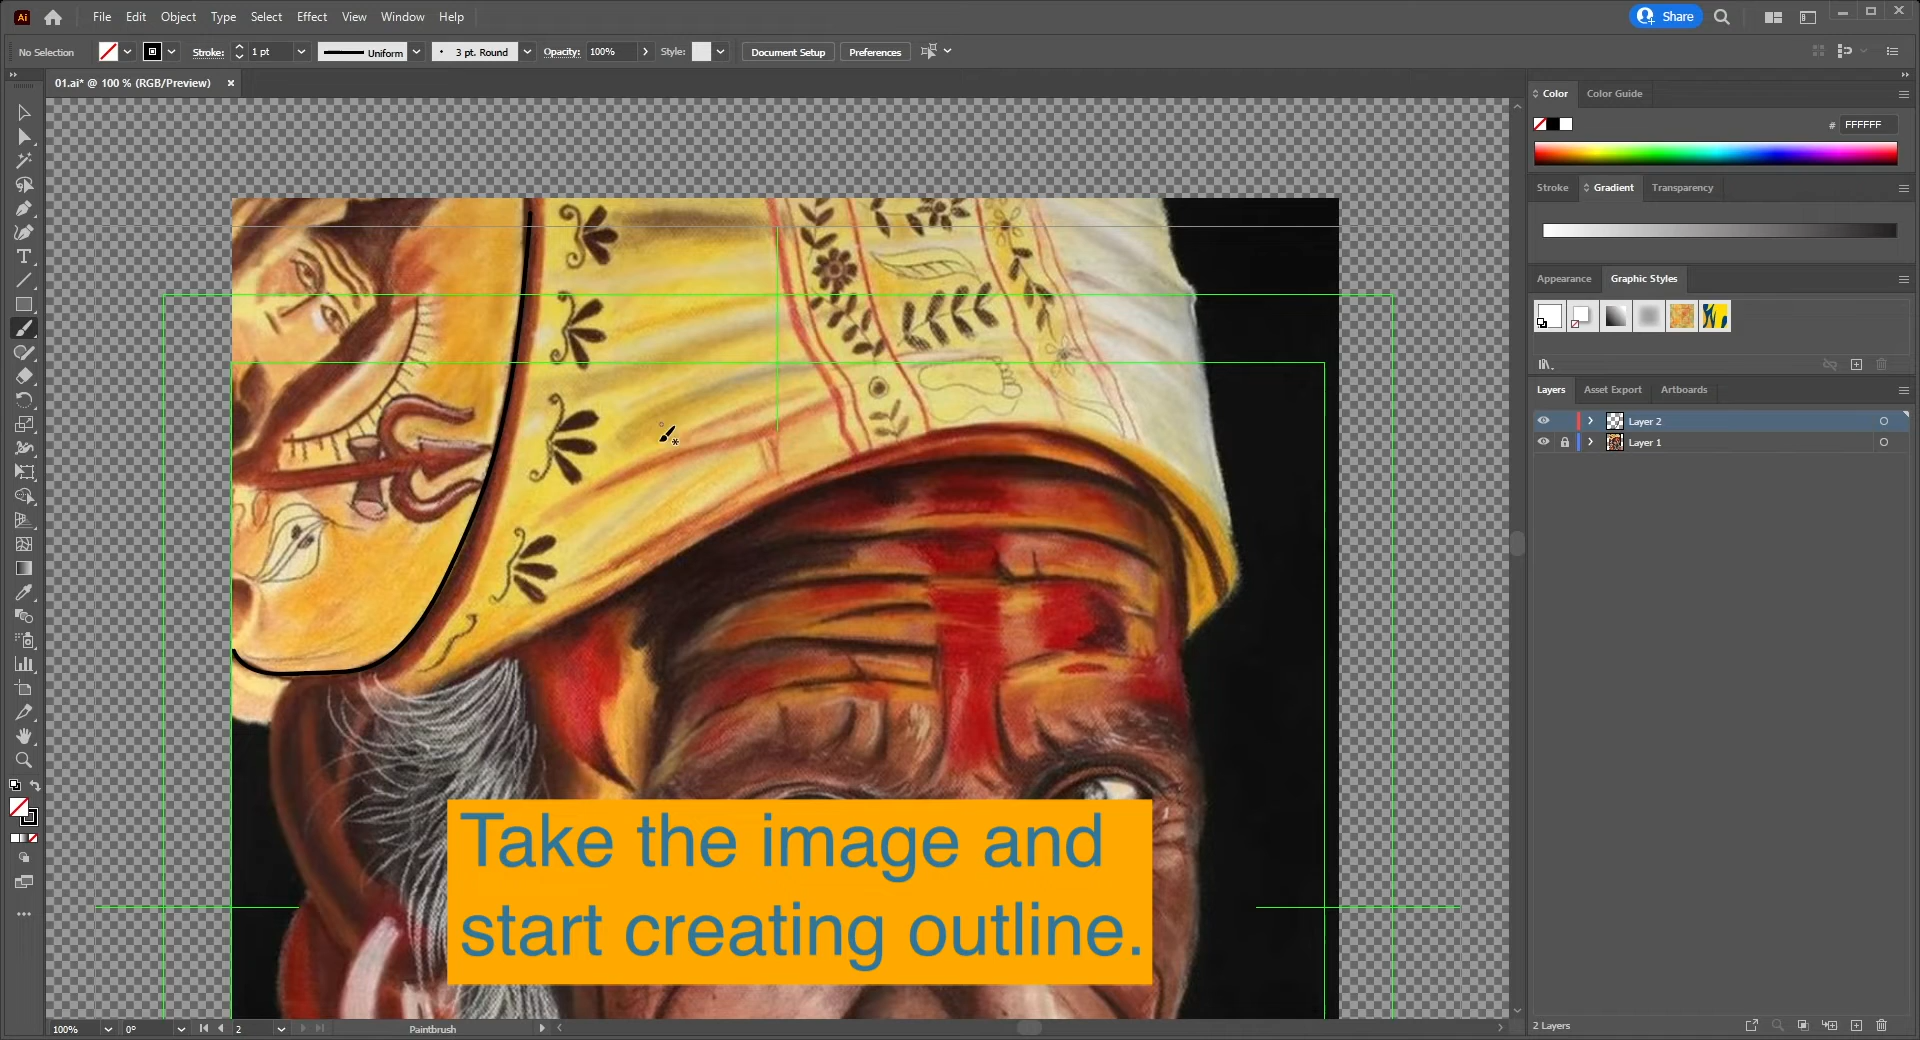 Ai File Edit Object Type Select Effect View Window Help Share
No Selection Stroke: 1 pt Uniform 3 pt. Round Opacity: 100% Style: Document Setup Preferences
01.ai* @ 100 % (RGB/Preview)
Color Color Guide
# FFFFFF
Stroke Gradient Transparency
Appearance Graphic Styles
Layers Asset Export Artboards
Layer 2
Layer 1
Take the image and
start creating outline.
100% 0° 2 Paintbrush
2 Layers